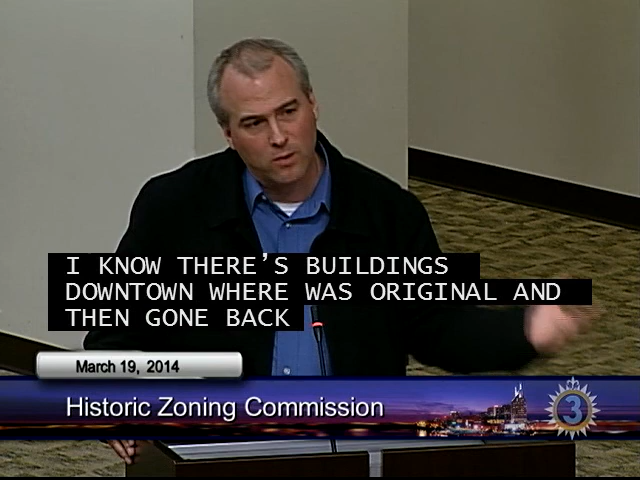 I KNOW THERE'S BUILDINGS
DOWNTOWN WHERE WAS ORIGINAL AND
THEN GONE BACK
March 19, 2014
Historic Zoning Commission
3